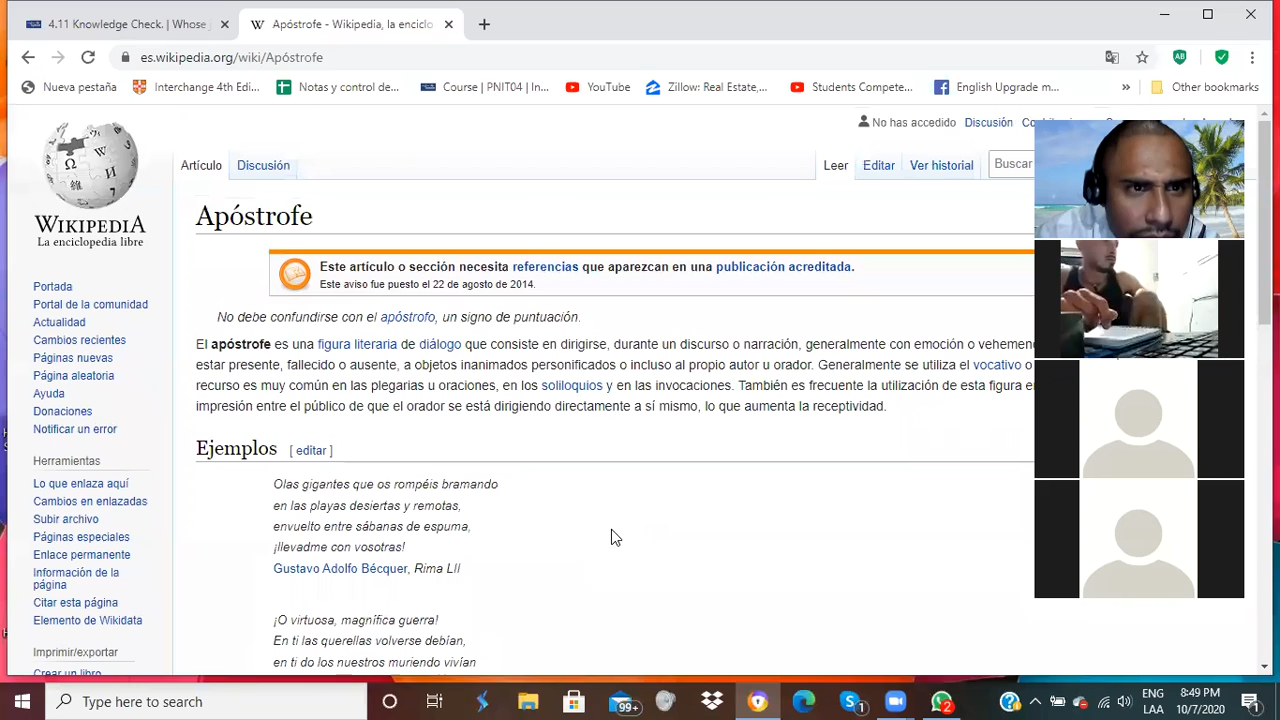 4.11 Knowledge Check. | Whose j
Apóstrofe - Wikipedia, la enciclo
es.wikipedia.org/wiki/Apóstrofe
AB
Nueva pestaña
Interchange 4th Edi...
Notas y control de...
Course | PNIT04 | In...
YouTube
Zillow: Real Estate,...
Students Compete...
English Upgrade m...
Other bookmarks
No has accedido
Discusión
Artículo
Discusión
Leer
Editar
Ver historial
Buscar
WIKIPEDIA
La enciclopedia libre
Portada
Portal de la comunidad
Actualidad
Cambios recientes
Páginas nuevas
Página aleatoria
Ayuda
Donaciones
Notificar un error
Herramientas
Lo que enlaza aquí
Cambios en enlazadas
Subir archivo
Páginas especiales
Enlace permanente
Información de la
página
Citar esta página
Elemento de Wikidata
Imprimir/exportar
Crear un libro
Apóstrofe
Este artículo o sección necesita referencias que aparezcan en una publicación acreditada.
Este aviso fue puesto el 22 de agosto de 2014.
No debe confundirse con el apóstrofo, un signo de puntuación.
El apóstrofe es una figura literaria de diálogo que consiste en dirigirse, durante un discurso o narración, generalmente con emoción o veheme
estar presente, fallecido o ausente, a objetos inanimados personificados o incluso al propio autor u orador. Generalmente se utiliza el vocativo o
recurso es muy común en las plegarias u oraciones, en los soliloquios y en las invocaciones. También es frecuente la utilización de esta figura en
impresión entre el público de que el orador se está dirigiendo directamente a sí mismo, lo que aumenta la receptividad.
Ejemplos [ editar ]
Olas gigantes que os rompéis bramando
en las playas desiertas y remotas,
envuelto entre sábanas de espuma,
¡llevadme con vosotras!
Gustavo Adolfo Bécquer, Rima LII
¡O virtuosa, magnífica guerra!
En ti las querellas volverse debían,
en ti do los nuestros muriendo vivían
Type here to search
99+
1
2
ENG
LAA
8:49 PM
10/7/2020
1